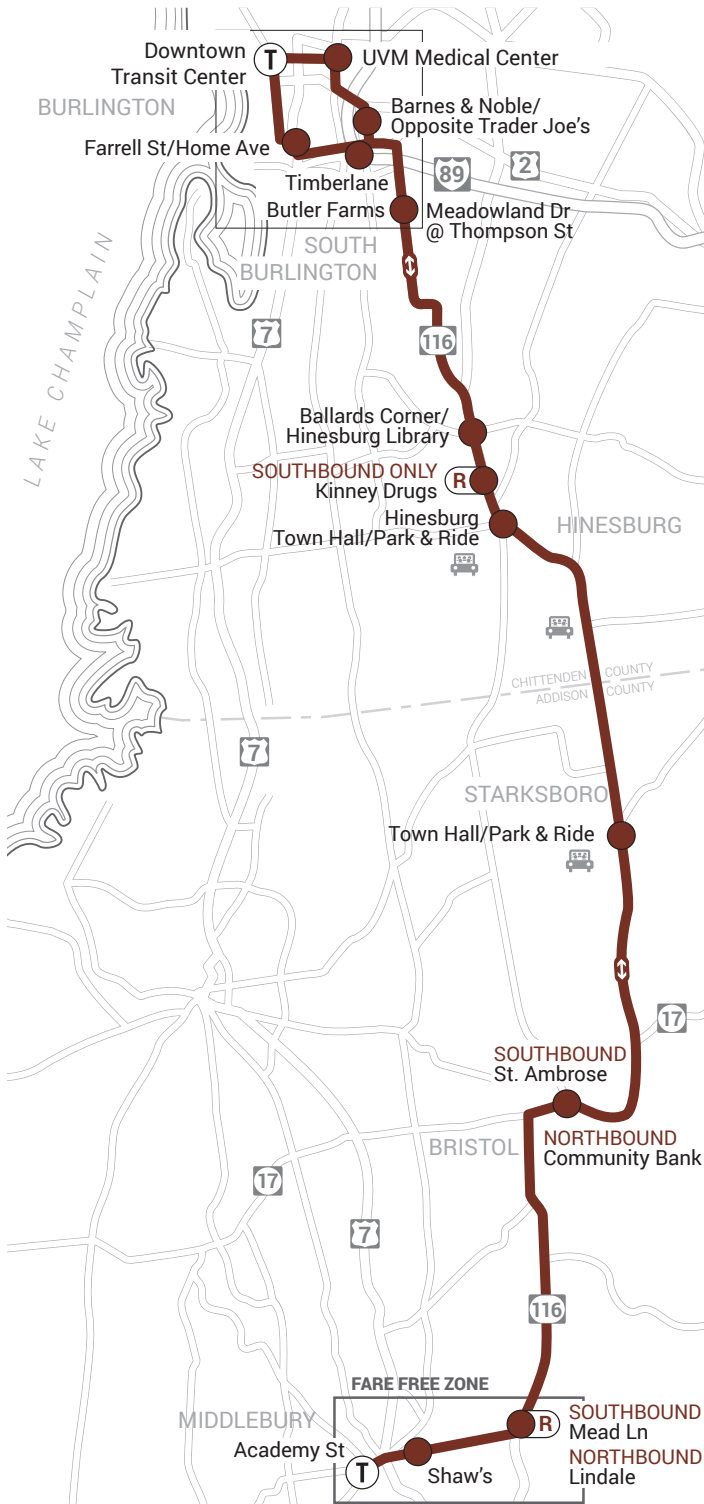 Downtown
Transit Center
T
UVM Medical Center
BURLINGTON
Barnes & Noble/
Opposite Trader Joe's
Farrell St/Home Ave
2
89
Timberlane
Butler Farms
Meadowland Dr
@ Thompson St
SOUTH
BURLINGTON
LAKE CHAMPLAIN
7
116
Ballards Corner/
Hinesburg Library
SOUTHBOUND ONLY
Kinney Drugs
R
Hinesburg
Town Hall/Park & Ride
HINESBURG
CHITTENDEN COUNTY
ADDISON COUNTY
7
STARKSBORO
Town Hall/Park & Ride
17
SOUTHBOUND
St. Ambrose
BRISTOL
NORTHBOUND
Community Bank
17
7
116
FARE FREE ZONE
MIDDLEBURY
SOUTHBOUND
Mead Ln
R
NORTHBOUND
Lindale
Academy St
T
Shaw's